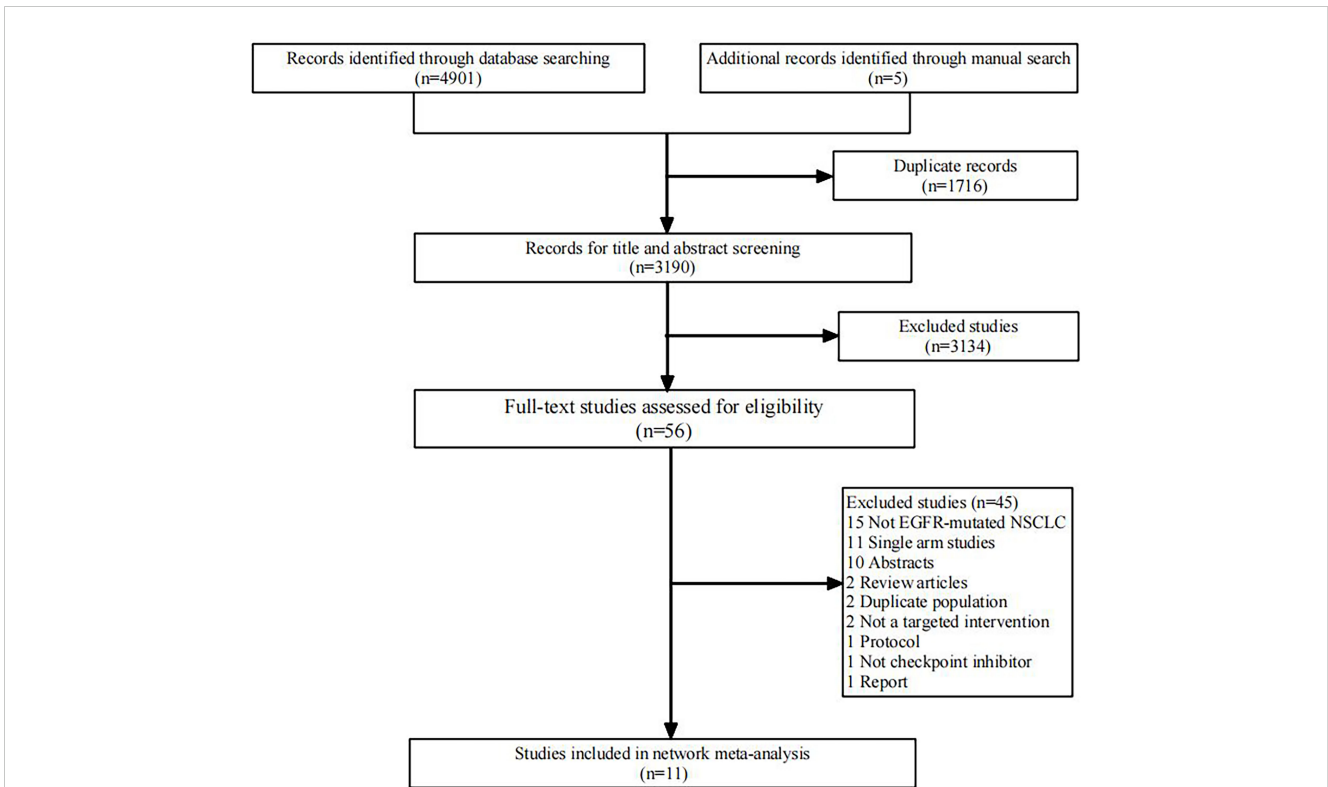 Records identified through database searching
(n=4901)
Additional records identified through manual search
(n=5)
Duplicate records
(n=1716)
Records for title and abstract screening
(n=3190)
Excluded studies
(n=3134)
Full-text studies assessed for eligibility
(n=56)
Excluded studies (n=45)
15 Not EGFR-mutated NSCLC
11 Single arm studies
10 Abstracts
2 Review articles
2 Duplicate population
2 Not a targeted intervention
1 Protocol
1 Not checkpoint inhibitor
1 Report
Studies included in network meta-analysis
(n=11)